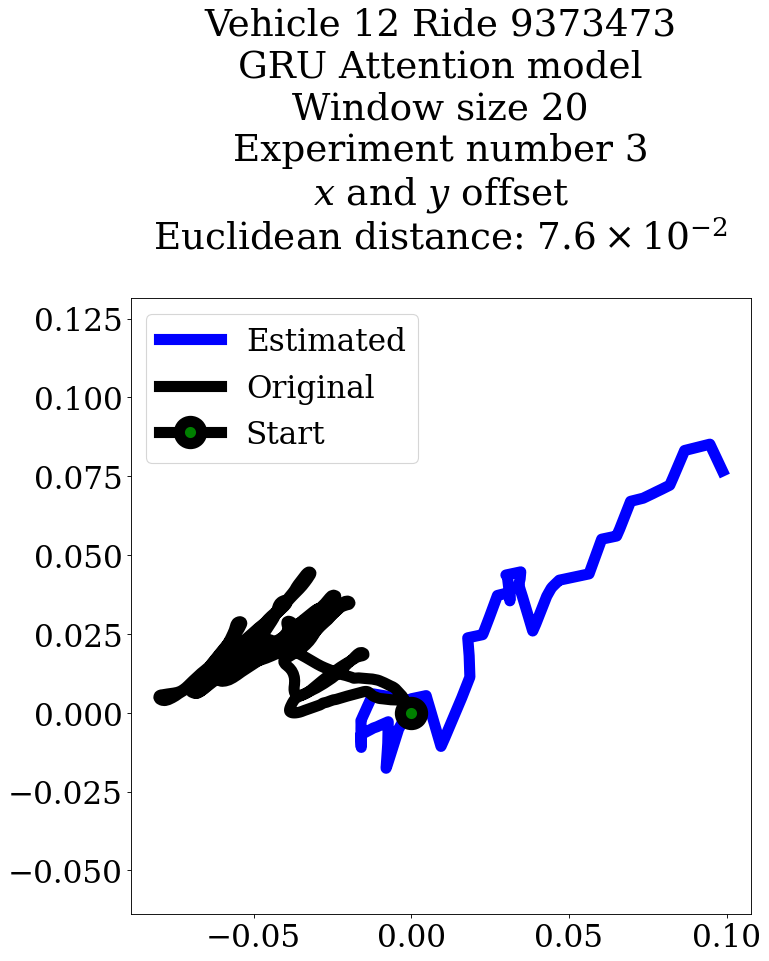 Vehicle 12 Ride 9373473
GRU Attention model
Window size 20
Experiment number 3
x and y offset
Euclidean distance: 7.6 × 10⁻²
Estimated
Original
Start
0.125
0.100
0.075
0.050
0.025
0.000
−0.025
−0.050
−0.05 0.00 0.05 0.10